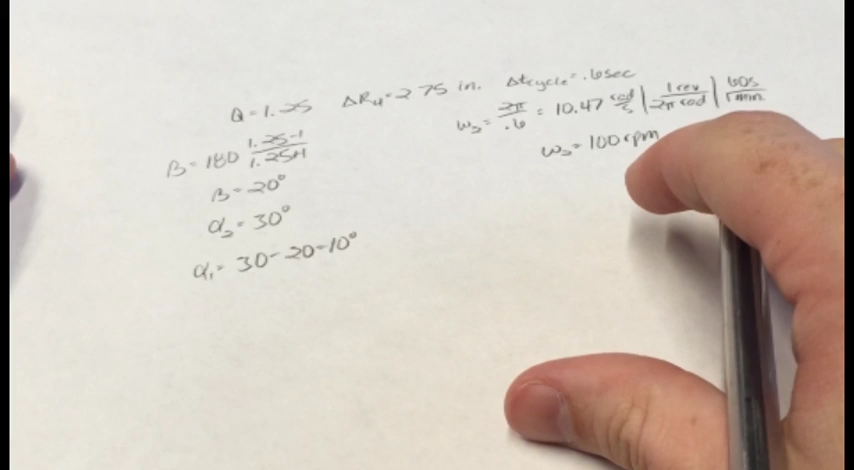 Q = 1.25 ΔR₄ = 2.75 in. Δtcycle = .6sec
β = 180 (1.25-1)/(1.25+1)
β = 20°
α₂ = 30°
α₁ = 30-20=10°
ω₂ = 2π/.6 = 10.47 rad/s | 1 rev/2π rad | 60s/1min
ω₂ = 100 rpm